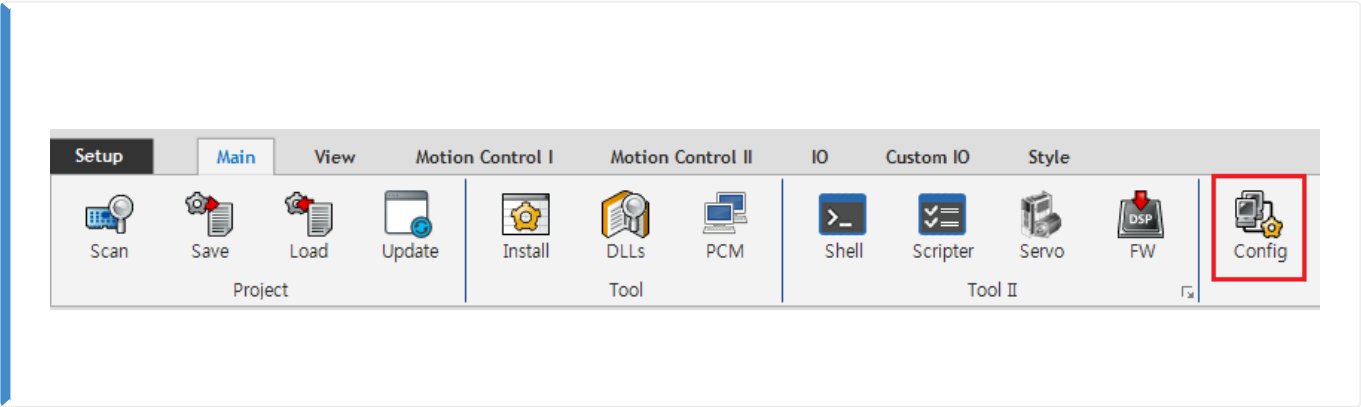 Setup Main View Motion Control I Motion Control II IO Custom IO Style
>_ DSP
Scan Save Load Update Install DLLs PCM Shell Scripter Servo FW Config
Project Tool Tool II